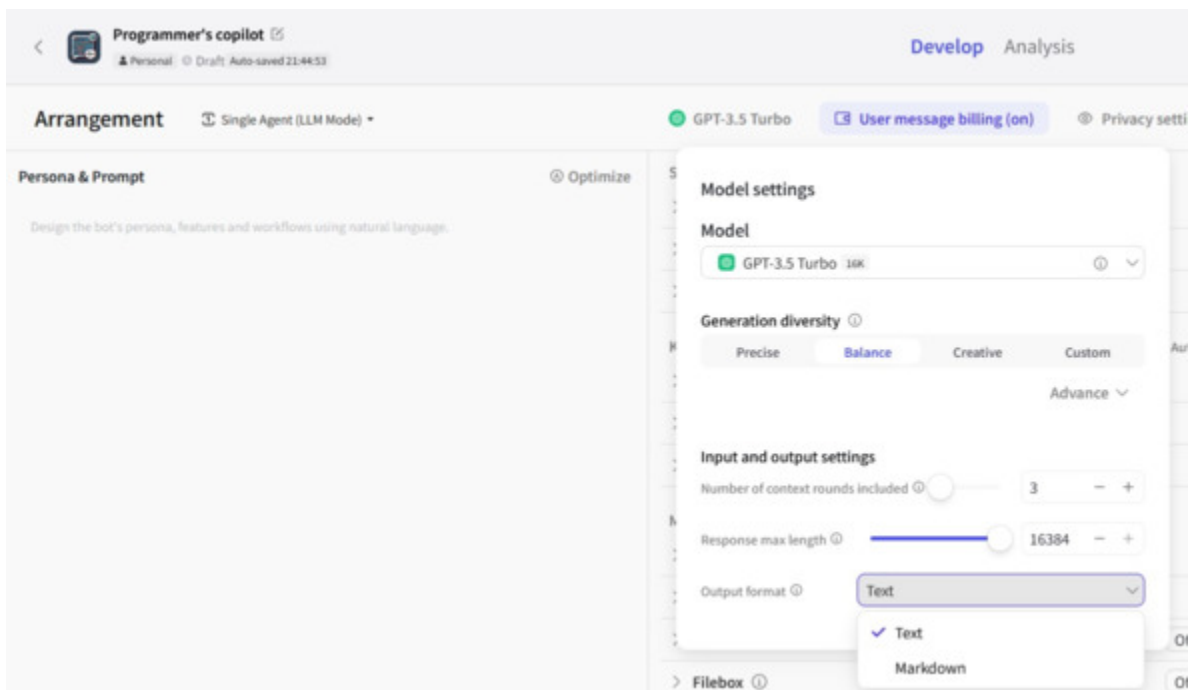 Programmer's copilot
Personal Draft Auto-saved 21:44:53
Develop Analysis
Arrangement Single Agent (LLM Mode)
GPT-3.5 Turbo User message billing (on) Privacy setti
Persona & Prompt Optimize
Design the bot's persona, features and workflows using natural language.
S
Model settings
Model
GPT-3.5 Turbo 16K
Generation diversity
K
Precise Balance Creative Custom
Au
Advance
Input and output settings
Number of context rounds included 3
M
Response max length 16384
Output format Text
Text
Of
Markdown
Filebox
Of